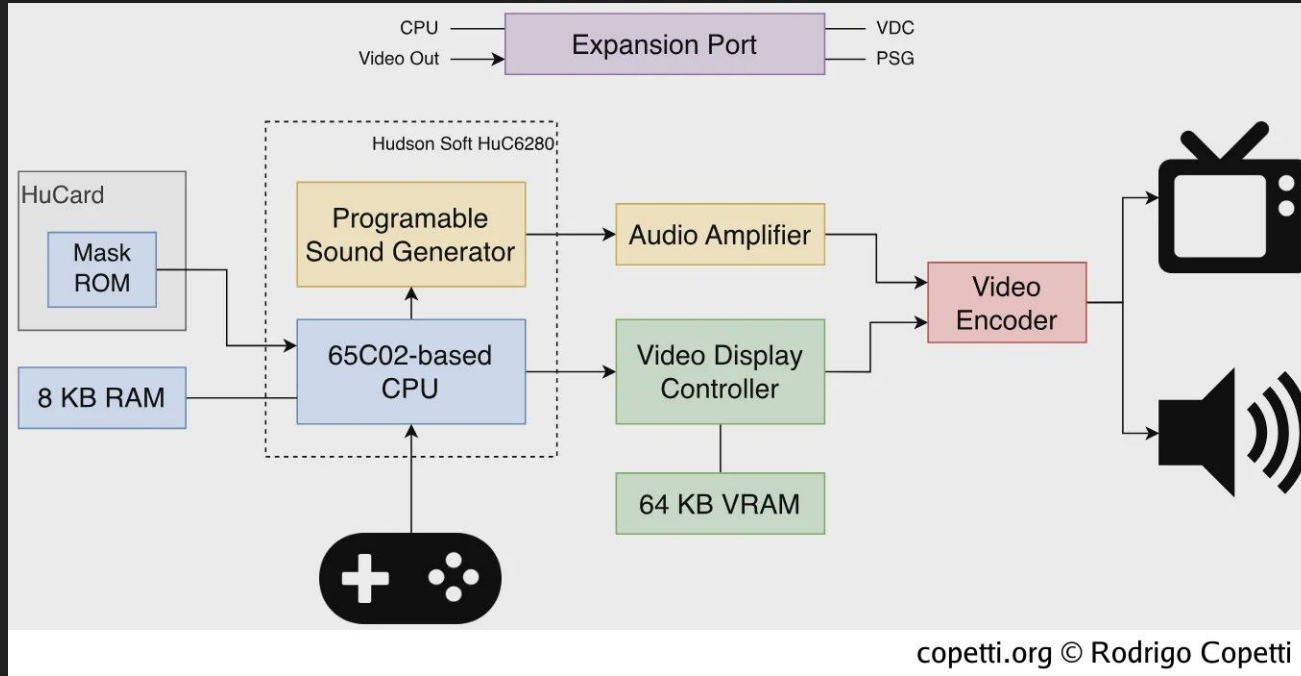 CPU
Video Out
Expansion Port
VDC
PSG
Hudson Soft HuC6280
HuCard
Mask
ROM
8 KB RAM
Programable
Sound Generator
65C02-based
CPU
Audio Amplifier
Video Display
Controller
64 KB VRAM
Video
Encoder
copetti.org © Rodrigo Copetti